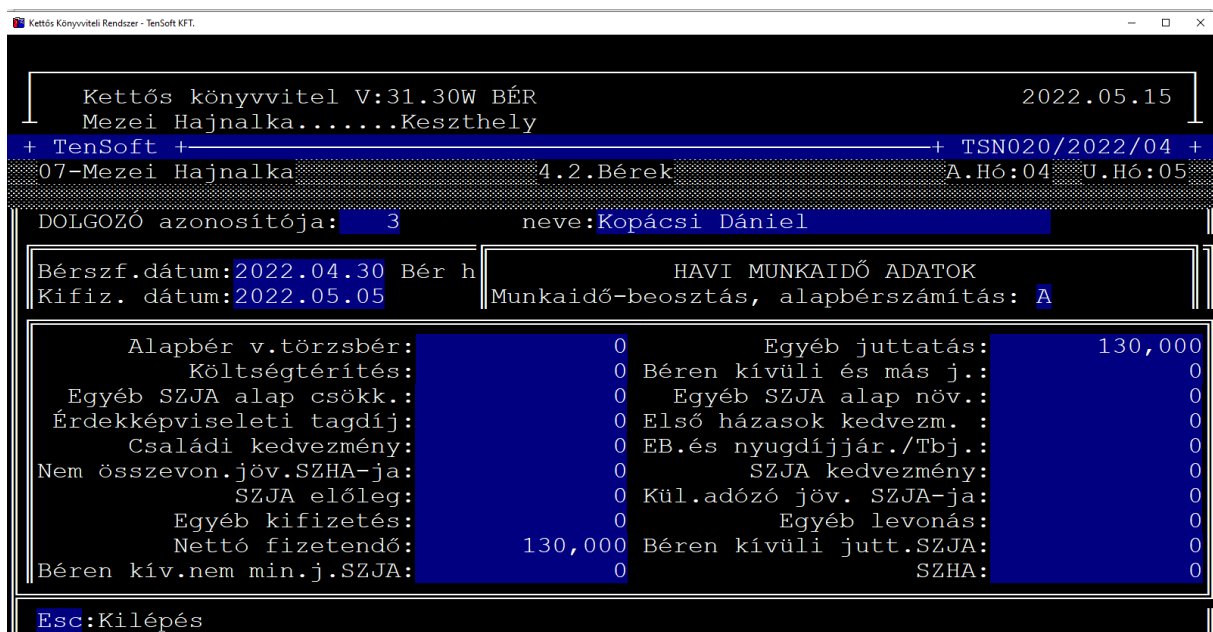 Kettős Könyvviteli Rendszer - TenSoft KFT.
Kettős könyvvitel V:31.30W BÉR 2022.05.15
Mezei Hajnalka.......Keszthely
+ TenSoft + + TSN020/2022/04 +
07-Mezei Hajnalka 4.2.Bérek A.Hó:04 U.Hó:05
DOLGOZÓ azonosítója: 3 neve:Kopácsi Dániel
Bérszf.dátum:2022.04.30 Bér h HAVI MUNKAIDŐ ADATOK
Kifiz. dátum:2022.05.05 Munkaidő-beosztás, alapbérszámítás: A
Alapbér v.törzsbér: 0 Egyéb juttatás: 130,000
Költségtérítés: 0 Béren kívüli és más j.: 0
Egyéb SZJA alap csökk.: 0 Egyéb SZJA alap növ.: 0
Érdekképviseleti tagdíj: 0 Első házasok kedvezm. : 0
Családi kedvezmény: 0 EB.és nyugdíjjár./Tbj.: 0
Nem összevon.jöv.SZHA-ja: 0 SZJA kedvezmény: 0
SZJA előleg: 0 Kül.adózó jöv. SZJA-ja: 0
Egyéb kifizetés: 0 Egyéb levonás: 0
Nettó fizetendő: 130,000 Béren kívüli jutt.SZJA: 0
Béren kív.nem min.j.SZJA: 0 SZHA: 0
Esc:Kilépés